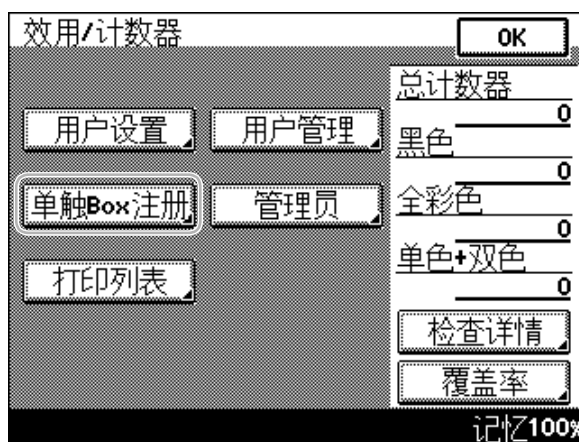 效用/计数器
OK
用户设置
用户管理
单触Box注册
管理员
打印列表
总计数器
0
黑色
0
全彩色
0
单色+双色
0
检查详情
覆盖率
记忆100%